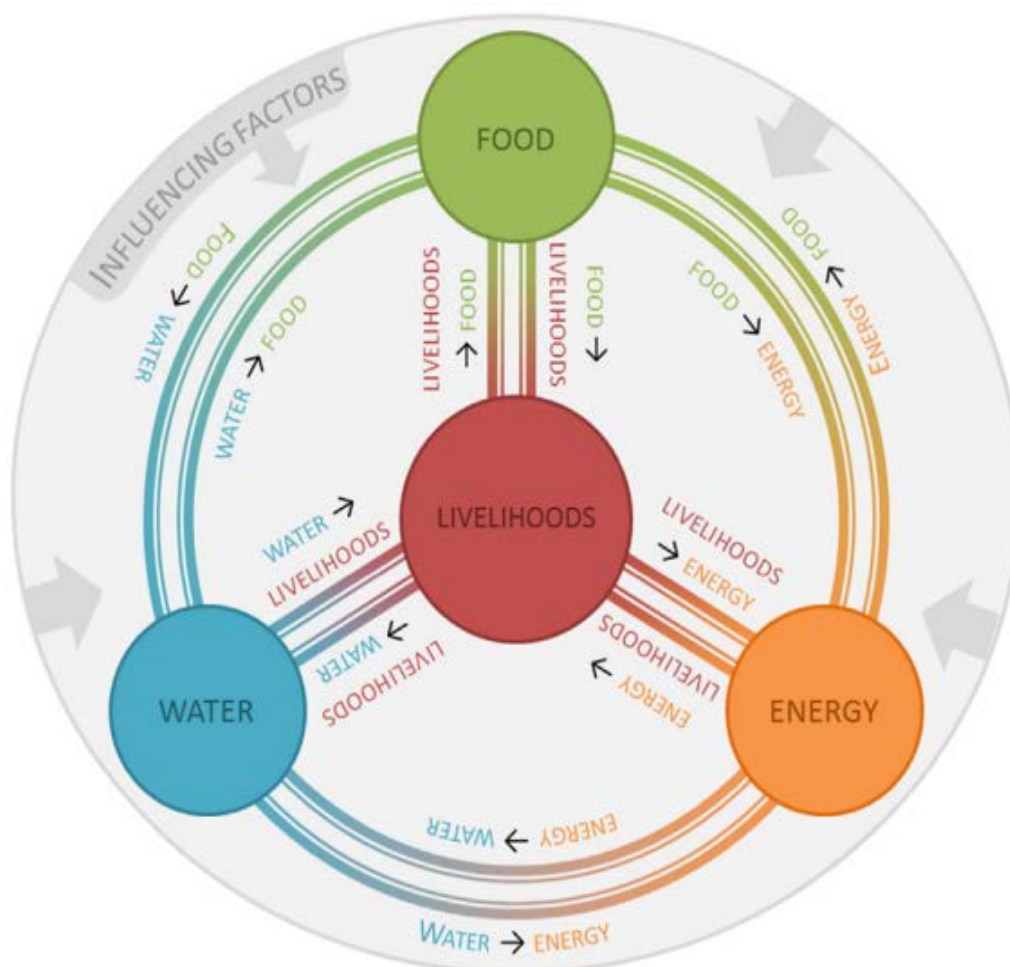 INFLUENCING FACTORS
FOOD
FOOD → WATER
WATER → FOOD
LIVELIHOODS
→ FOOD
FOOD →
LIVELIHOODS
FOOD → ENERGY
ENERGY → FOOD
LIVELIHOODS
WATER →
LIVELIHOODS
LIVELIHOODS
→ WATER
LIVELIHOODS
→ ENERGY
ENERGY →
LIVELIHOODS
WATER
ENERGY
ENERGY → WATER
WATER → ENERGY